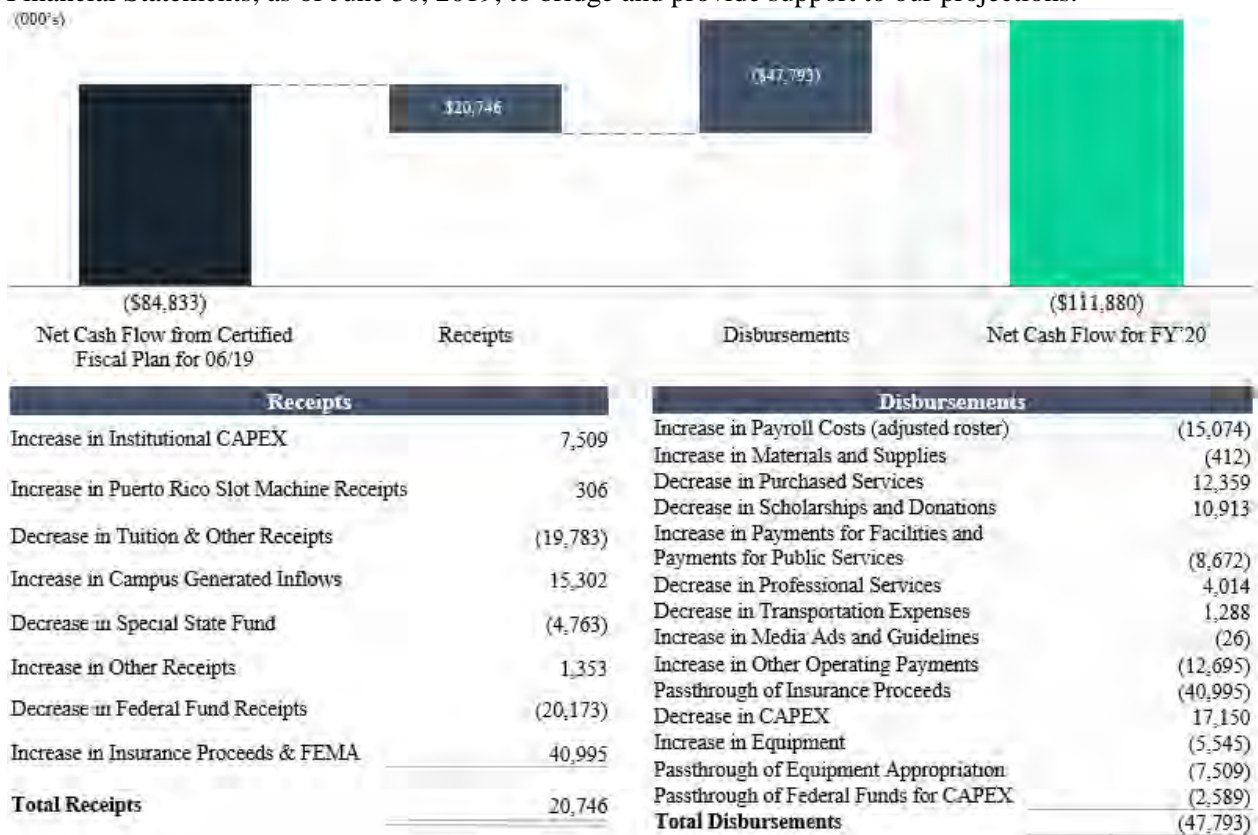 Financial Statements, as of June 30, 2019, to bridge and provide support to our projections.
(000's)
$20,746
($47,793)
($84,833)
($111,880)
Net Cash Flow from Certified
Fiscal Plan for 06/19
Receipts
Disbursements
Net Cash Flow for FY'20
Receipts
Increase in Institutional CAPEX 7,509
Increase in Puerto Rico Slot Machine Receipts 306
Decrease in Tuition & Other Receipts (19,783)
Increase in Campus Generated Inflows 15,302
Decrease in Special State Fund (4,763)
Increase in Other Receipts 1,353
Decrease in Federal Fund Receipts (20,173)
Increase in Insurance Proceeds & FEMA 40,995
Total Receipts 20,746
Disbursements
Increase in Payroll Costs (adjusted roster) (15,074)
Increase in Materials and Supplies (412)
Decrease in Purchased Services 12,359
Decrease in Scholarships and Donations 10,913
Increase in Payments for Facilities and
Payments for Public Services (8,672)
Decrease in Professional Services 4,014
Decrease in Transportation Expenses 1,288
Increase in Media Ads and Guidelines (26)
Increase in Other Operating Payments (12,695)
Passthrough of Insurance Proceeds (40,995)
Decrease in CAPEX 17,150
Increase in Equipment (5,545)
Passthrough of Equipment Appropriation (7,509)
Passthrough of Federal Funds for CAPEX (2,589)
Total Disbursements (47,793)